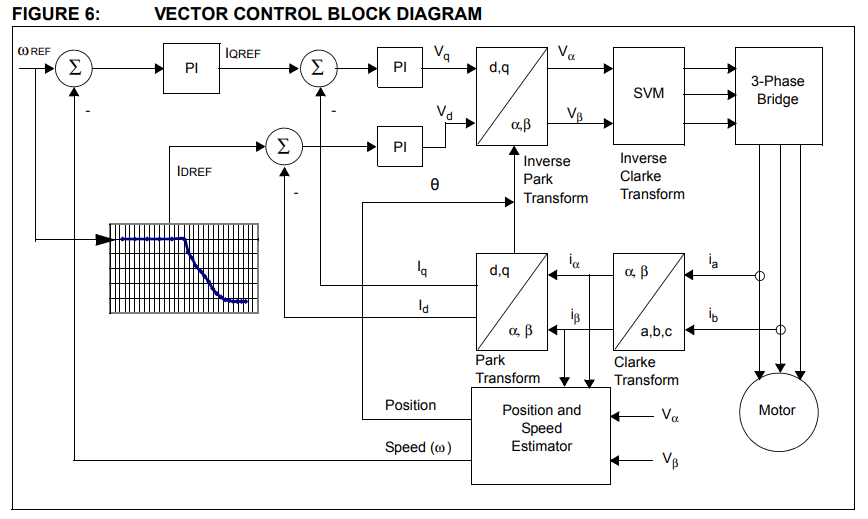 FIGURE 6: VECTOR CONTROL BLOCK DIAGRAM
ωREF
Σ
-
PI
IQREF
Σ
-
PI
Vq
d,q
α,β
Vα
Vβ
SVM
3-Phase
Bridge
IDREF
Σ
-
PI
Vd
Inverse
Park
Transform
Inverse
Clarke
Transform
θ
Iq
Id
d,q
α, β
iα
iβ
α, β
a,b,c
ia
ib
Park
Transform
Clarke
Transform
Position
Speed (ω)
Position and
Speed
Estimator
Vα
Vβ
Motor